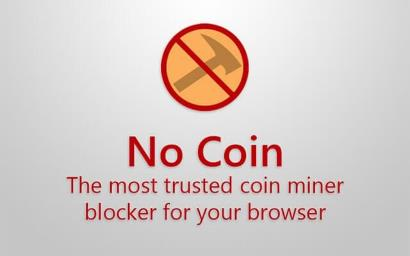 No Coin
The most trusted coin miner
blocker for your browser